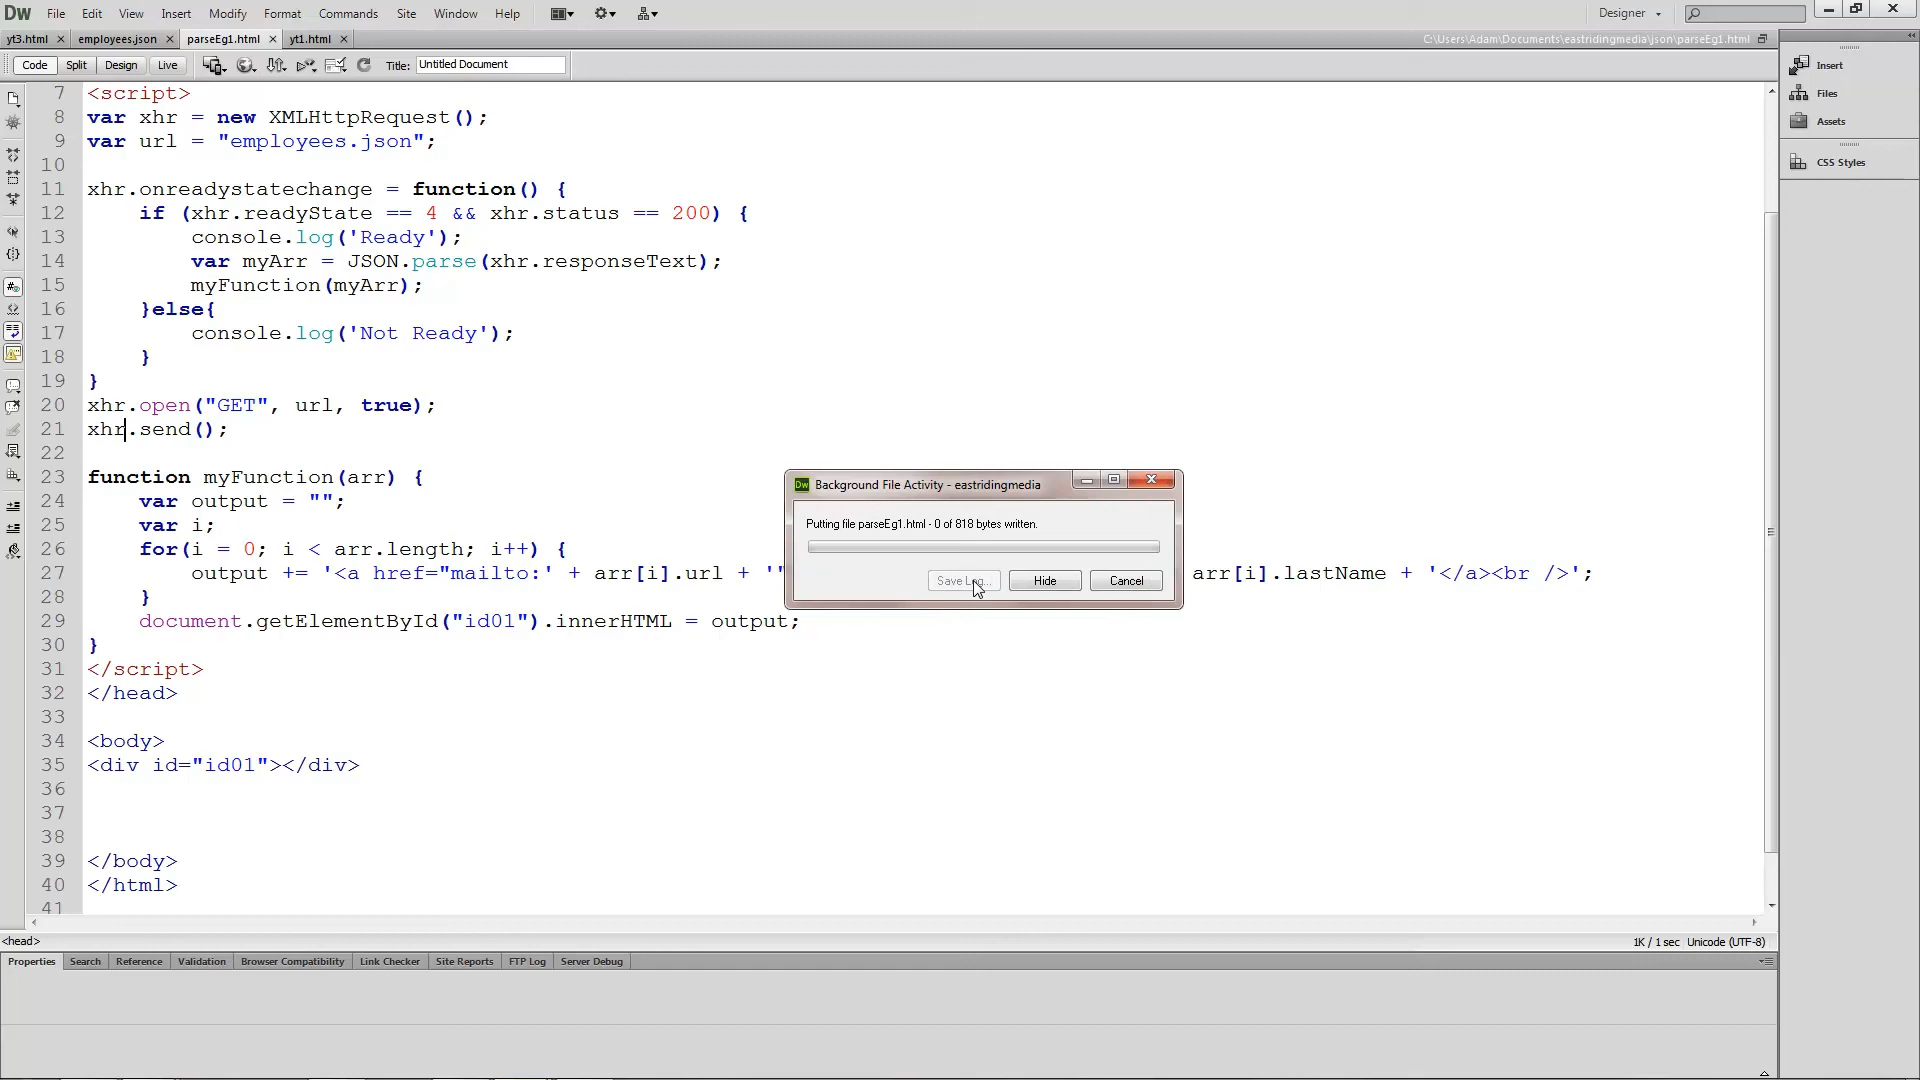 Dw File Edit View Insert Modify Format Commands Site Window Help Designer
yt3.html employees.json parseEg1.html yt1.html C:\Users\Adam\Documents\eastridingmedia\json\parseEg1.html
Code Split Design Live Title: Untitled Document
Insert
Files
Assets
CSS Styles
7 <script>
8 var xhr = new XMLHttpRequest();
9 var url = "employees.json";
10
11 xhr.onreadystatechange = function() {
12 if (xhr.readyState == 4 && xhr.status == 200) {
13 console.log('Ready');
14 var myArr = JSON.parse(xhr.responseText);
15 myFunction(myArr);
16 }else{
17 console.log('Not Ready');
18 }
19 }
20 xhr.open("GET", url, true);
21 xhr.send();
22
23 function myFunction(arr) {
24 var output = "";
25 var i;
26 for(i = 0; i < arr.length; i++) {
27 output += '<a href="mailto:' + arr[i].url + '" arr[i].lastName + '</a><br />';
28 }
29 document.getElementById("id01").innerHTML = output;
30 }
31 </script>
32 </head>
33
34 <body>
35 <div id="id01"></div>
36
37
38
39 </body>
40 </html>
41
Dw Background File Activity - eastridingmedia
Putting file parseEg1.html - 0 of 818 bytes written.
Save Log... Hide Cancel
<head> 1K / 1 sec Unicode (UTF-8)
Properties Search Reference Validation Browser Compatibility Link Checker Site Reports FTP Log Server Debug